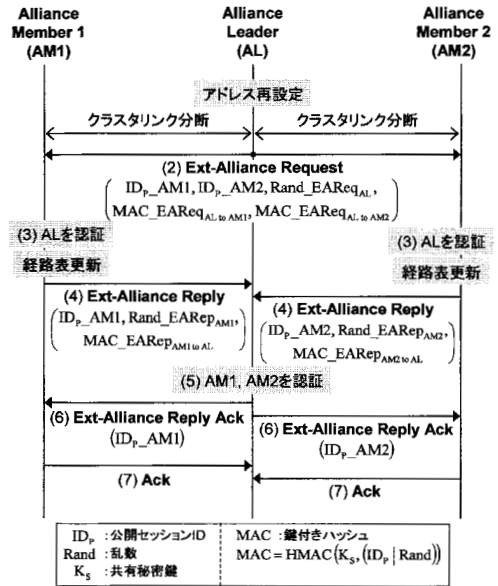 Alliance Member 1 (AM1)
Alliance Leader (AL)
Alliance Member 2 (AM2)
アドレス再設定
クラスタリンク分断
クラスタリンク分断
(2) Ext-Alliance Request
(ID_P_AM1, ID_P_AM2, Rand_EAReq_AL,
MAC_EAReq_AL to AM1, MAC_EAReq_AL to AM2)
(3) ALを認証
経路表更新
(3) ALを認証
経路表更新
(4) Ext-Alliance Reply
(ID_P_AM1, Rand_EARep_AM1,
MAC_EARep_AM1 to AL)
(4) Ext-Alliance Reply
(ID_P_AM2, Rand_EARep_AM2,
MAC_EARep_AM2 to AL)
(5) AM1, AM2を認証
(6) Ext-Alliance Reply Ack
(ID_P_AM1)
(6) Ext-Alliance Reply Ack
(ID_P_AM2)
(7) Ack
(7) Ack
ID_P :公開セッションID
Rand :乱数
K_S :共有秘密鍵
MAC :鍵付きハッシュ
MAC = HMAC(K_S, (ID_P | Rand))